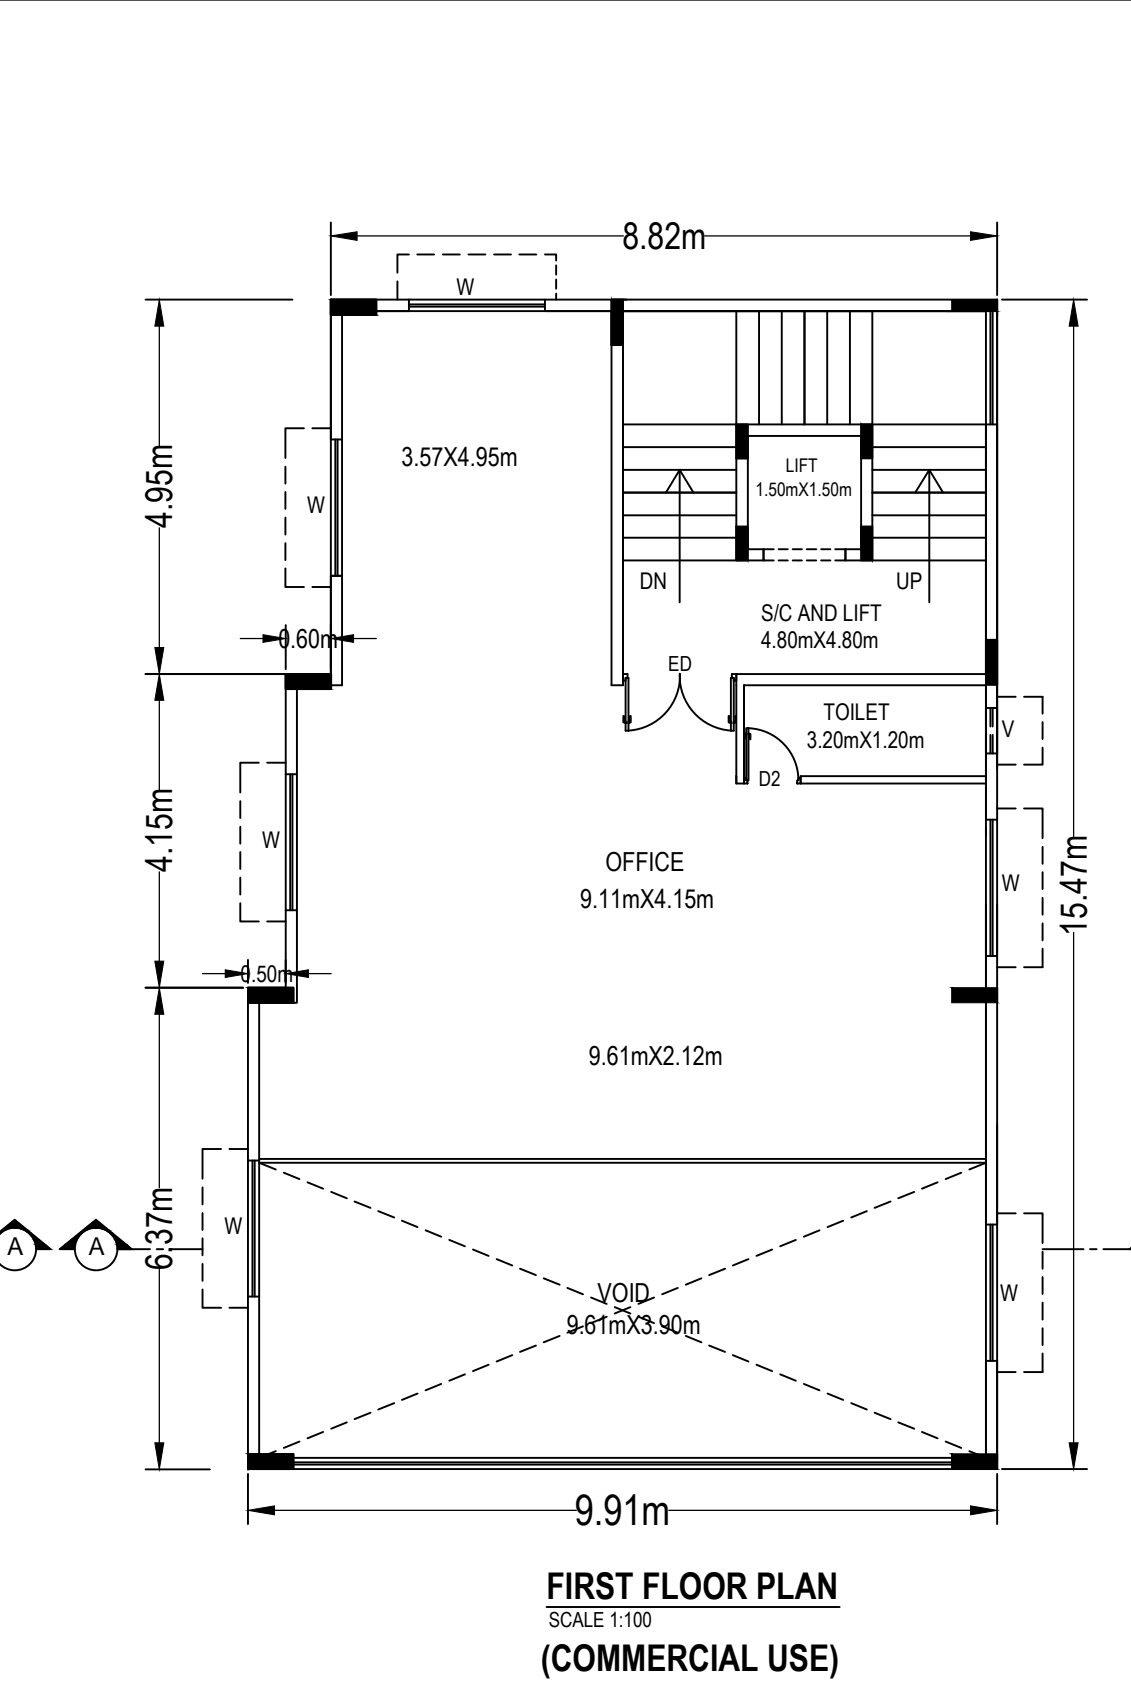 8.82m
W
4.95m
3.57X4.95m
W
LIFT
1.50mX1.50m
DN
UP
S/C AND LIFT
4.80mX4.80m
0.60m
ED
TOILET
3.20mX1.20m
V
D2
4.15m
W
OFFICE
9.11mX4.15m
W
15.47m
0.50m
9.61mX2.12m
6.37m
W
A
A
VOID
9.61mX3.90m
W
9.91m
FIRST FLOOR PLAN
SCALE 1:100
(COMMERCIAL USE)